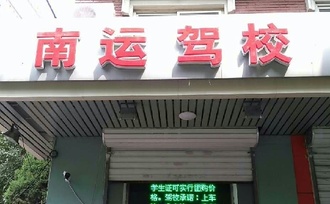 南运驾校
学生证可实行团购价
格。驾牧承诺：上车